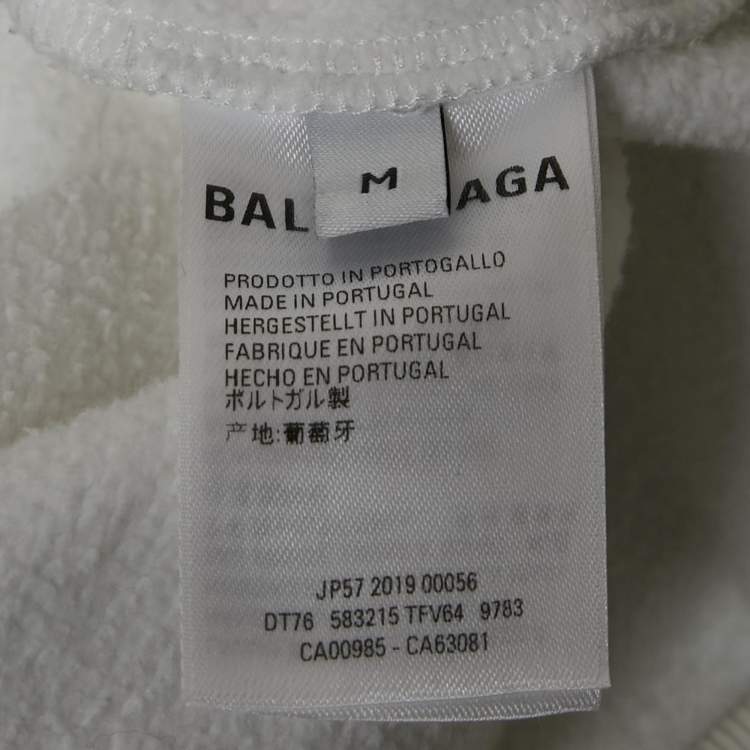 M
BAL AGA
PRODOTTO IN PORTOGALLO
MADE IN PORTUGAL
HERGESTELLT IN PORTUGAL
FABRIQUE EN PORTUGAL
HECHO EN PORTUGAL
ポルトガル製
产地:葡萄牙
JP57 2019 00056
DT76 583215 TFV64 9783
CA00985 - CA63081